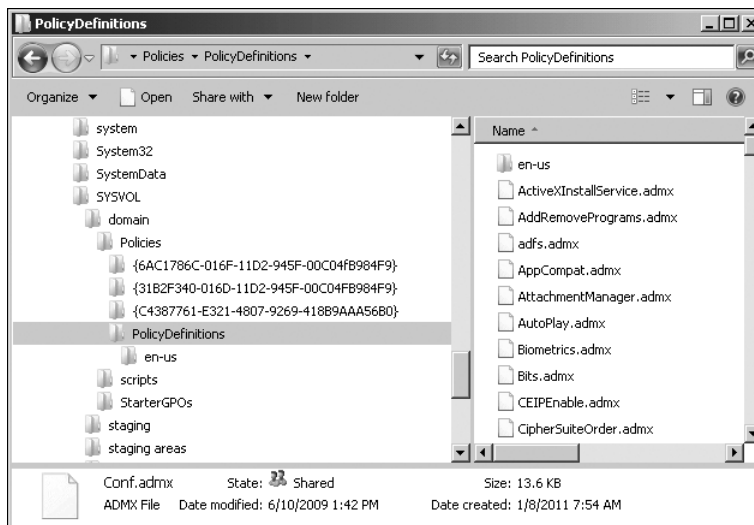 PolicyDefinitions
Policies PolicyDefinitions
Search PolicyDefinitions
Organize Open Share with New folder
system
System32
SystemData
SYSVOL
domain
Policies
{6AC1786C-016F-11D2-945F-00C04fB984F9}
{31B2F340-016D-11D2-945F-00C04FB984F9}
{C4387761-E321-4807-9269-418B9AAA56B0}
PolicyDefinitions
en-us
scripts
StarterGPOs
staging
staging areas
Name
en-us
ActiveXInstallService.admx
AddRemovePrograms.admx
adfs.admx
AppCompat.admx
AttachmentManager.admx
AutoPlay.admx
Biometrics.admx
Bits.admx
CEIPEnable.admx
CipherSuiteOrder.admx
Conf.admx State: Shared Size: 13.6 KB
ADMX File Date modified: 6/10/2009 1:42 PM Date created: 1/8/2011 7:54 AM